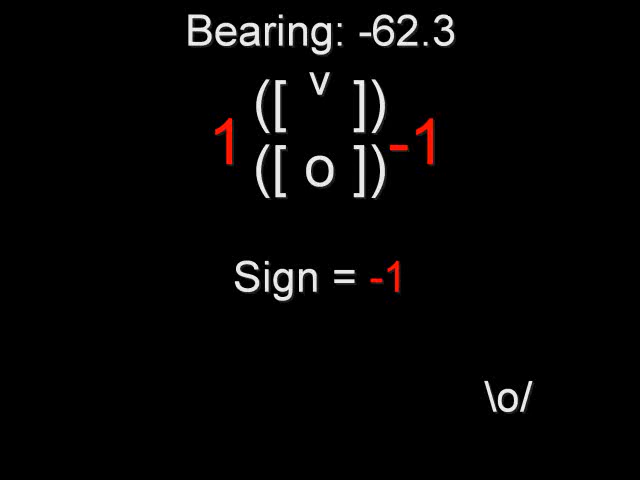 Bearing: -62.3
([ v ])
1 -1
([ o ])
Sign = -1
\o/